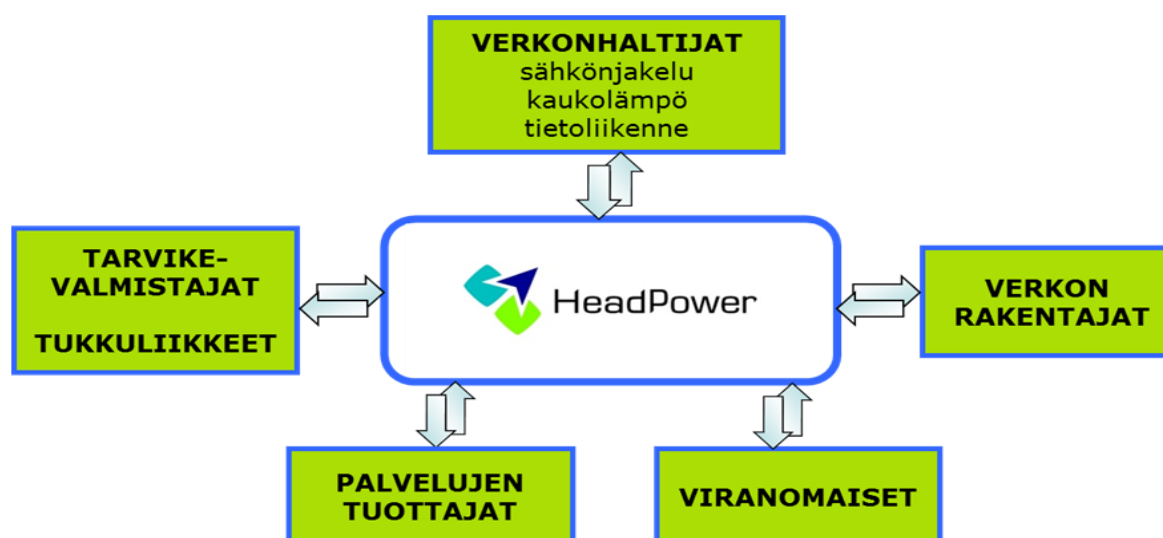 VERKONHALTIJAT
sähkönjakelu
kaukolämpö
tietoliikenne
TARVIKE-
VALMISTAJAT
TUKKULIIKKEET
HeadPower
VERKON
RAKENTAJAT
PALVELUJEN
TUOTTAJAT
VIRANOMAISET